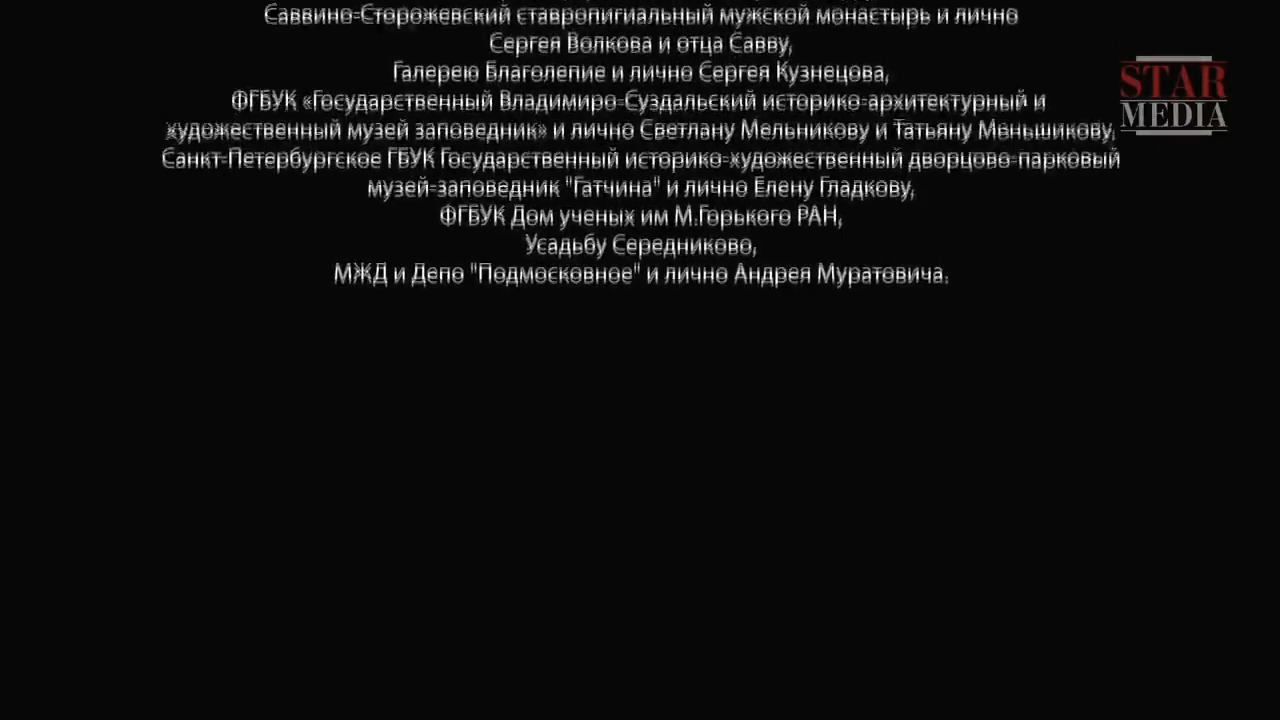 Саввино-Сторожевский ставропигиальный мужской монастырь и лично
Сергея Волкова и отца Савву,
Галерею Благолепие и лично Сергея Кузнецова,
ФГБУК «Государственный Владимиро-Суздальский историко-архитектурный и
художественный музей заповедник» и лично Светлану Мельникову и Татьяну Меньшикову,
Санкт-Петербургское ГБУК Государственный историко-художественный дворцово-парковый
музей-заповедник "Гатчина" и лично Елену Гладкову,
ФГБУК Дом ученых им М.Горького РАН,
Усадьбу Середниково,
МЖД и Депо "Подмосковное" и лично Андрея Муратовича.
STAR
MEDIA